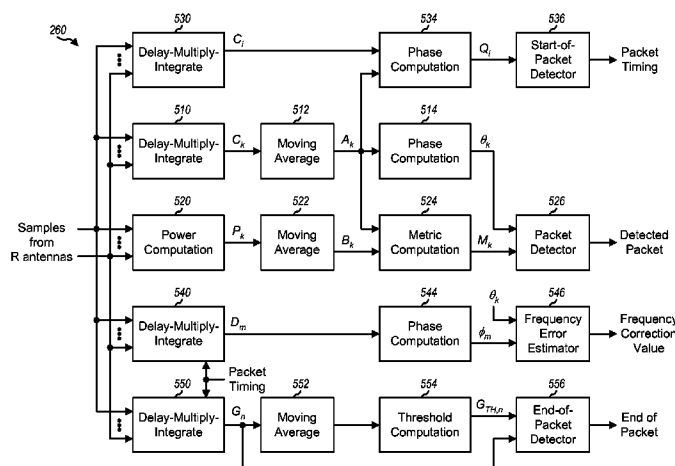 260
530
Delay-Multiply-
Integrate
C_i
534
Phase
Computation
Q_i
536
Start-of-
Packet
Detector
Packet
Timing
510
Delay-Multiply-
Integrate
C_k
512
Moving
Average
A_k
514
Phase
Computation
θ_k
Samples
from
R antennas
520
Power
Computation
P_k
522
Moving
Average
B_k
524
Metric
Computation
M_k
526
Packet
Detector
Detected
Packet
540
Delay-Multiply-
Integrate
D_m
544
Phase
Computation
θ_k
ϕ_m
546
Frequency
Error
Estimator
Frequency
Correction
Value
Packet
Timing
550
Delay-Multiply-
Integrate
G_n
552
Moving
Average
554
Threshold
Computation
G_TH,n
556
End-of-
Packet
Detector
End of
Packet